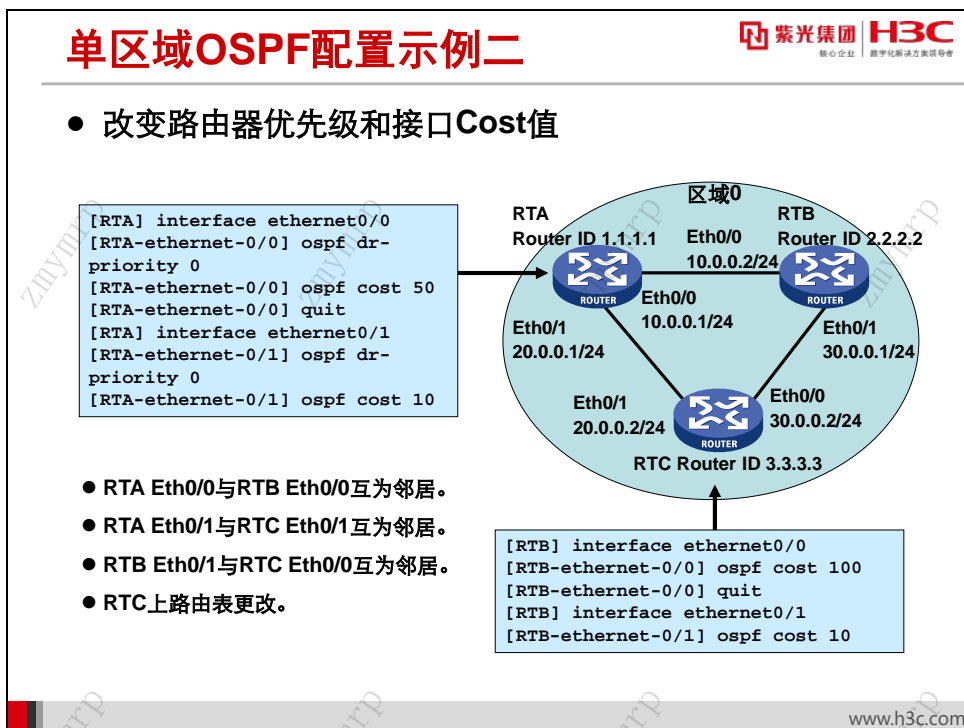 单区域OSPF配置示例二
紫光集团 H3C
核心企业 数字化解决方案领导者
● 改变路由器优先级和接口Cost值
[RTA] interface ethernet0/0
[RTA-ethernet-0/0] ospf dr-
priority 0
[RTA-ethernet-0/0] ospf cost 50
[RTA-ethernet-0/0] quit
[RTA] interface ethernet0/1
[RTA-ethernet-0/1] ospf dr-
priority 0
[RTA-ethernet-0/1] ospf cost 10
区域0
RTA
Router ID 1.1.1.1
Eth0/0
10.0.0.2/24
RTB
Router ID 2.2.2.2
ROUTER
ROUTER
Eth0/0
10.0.0.1/24
Eth0/1
20.0.0.1/24
Eth0/1
30.0.0.1/24
Eth0/1
20.0.0.2/24
Eth0/0
30.0.0.2/24
ROUTER
RTC Router ID 3.3.3.3
● RTA Eth0/0与RTB Eth0/0互为邻居。
● RTA Eth0/1与RTC Eth0/1互为邻居。
● RTB Eth0/1与RTC Eth0/0互为邻居。
● RTC上路由表更改。
[RTB] interface ethernet0/0
[RTB-ethernet-0/0] ospf cost 100
[RTB-ethernet-0/0] quit
[RTB] interface ethernet0/1
[RTB-ethernet-0/1] ospf cost 10
zmymrp
zmymrp
zmymrp
www.h3c.com